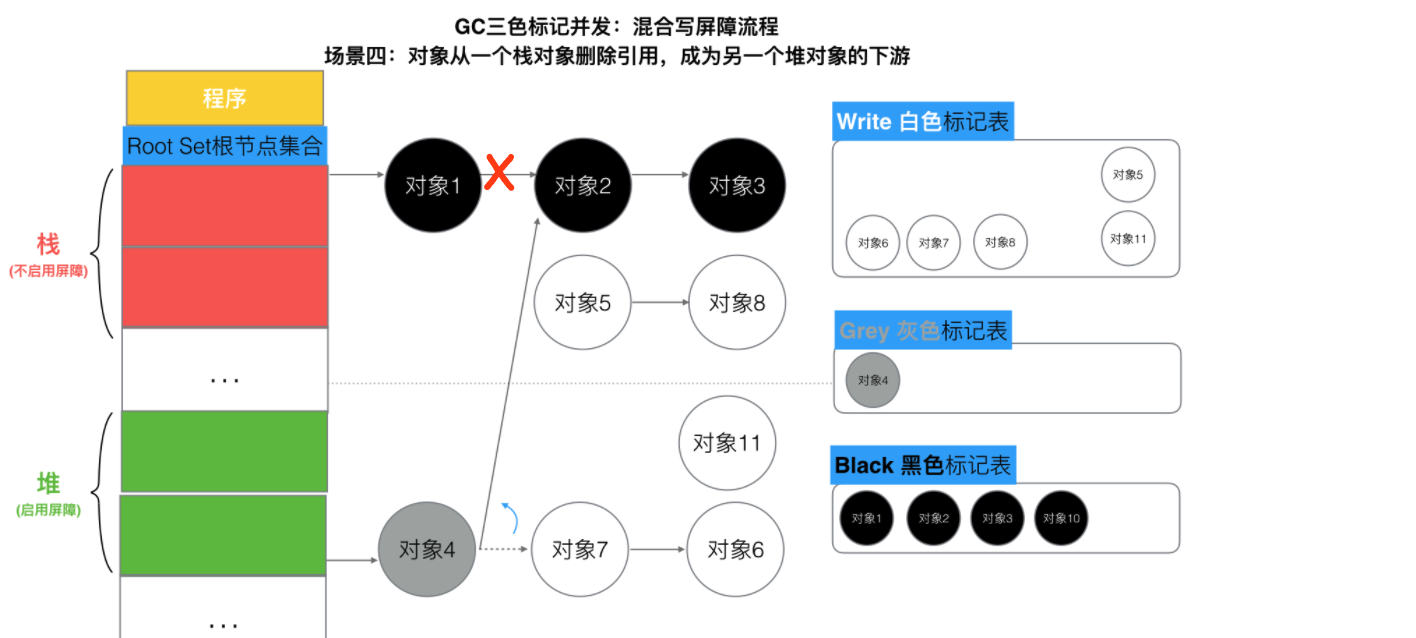 GC三色标记并发：混合写屏障流程
场景四：对象从一个栈对象删除引用，成为另一个堆对象的下游
程序
Root Set根节点集合
栈
(不启用屏障)
...
堆
(启用屏障)
...
对象1
对象2
对象3
对象5
对象8
对象11
对象4
对象7
对象6
Write 白色标记表
对象5
对象6
对象7
对象8
对象11
Grey 灰色标记表
对象4
Black 黑色标记表
对象1
对象2
对象3
对象10